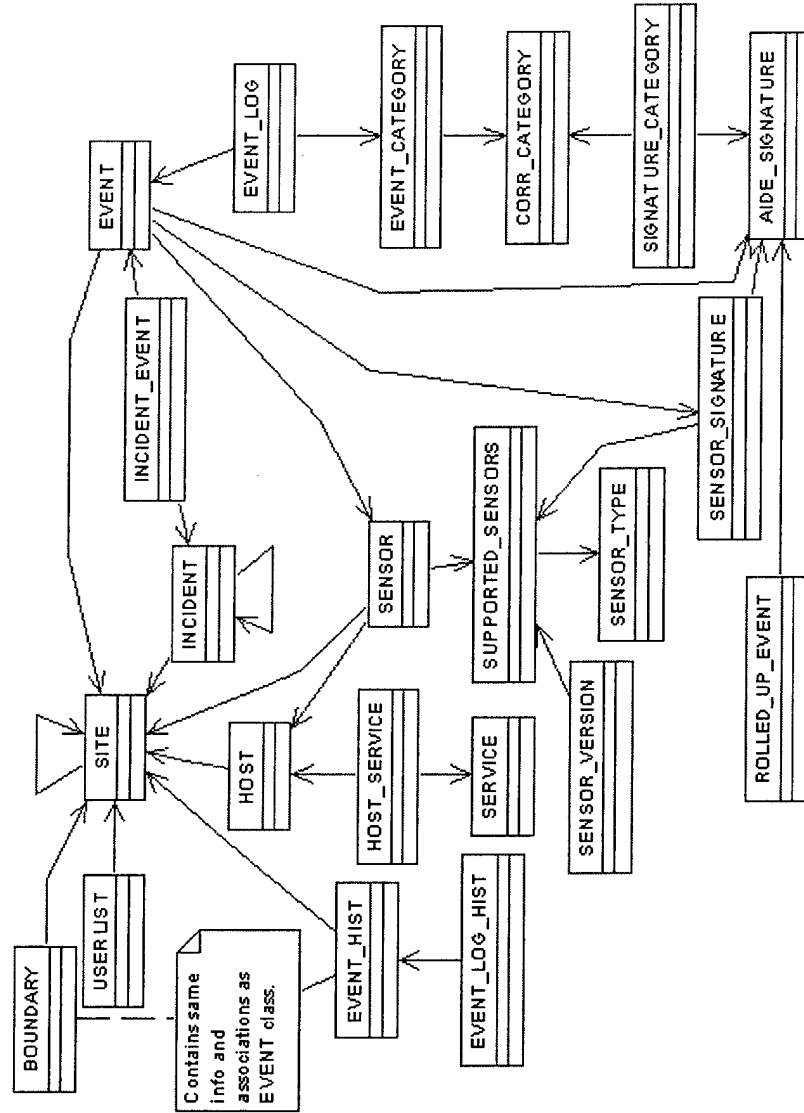 BOUNDARY
USERLIST
SITE
INCIDENT
INCIDENT_EVENT
EVENT
Contains same
info and
associations as
EVENT class.
HOST
EVENT_LOG
EVENT_HIST
HOST_SERVICE
SENSOR
EVENT_CATEGORY
EVENT_LOG_HIST
SERVICE
SUPPORTED_SENSORS
CORR_CATEGORY
SENSOR_VERSION
SENSOR_TYPE
SIGNATURE_CATEGORY
SENSOR_SIGNATURE
ROLLED_UP_EVENT
AIDE_SIGNATURE